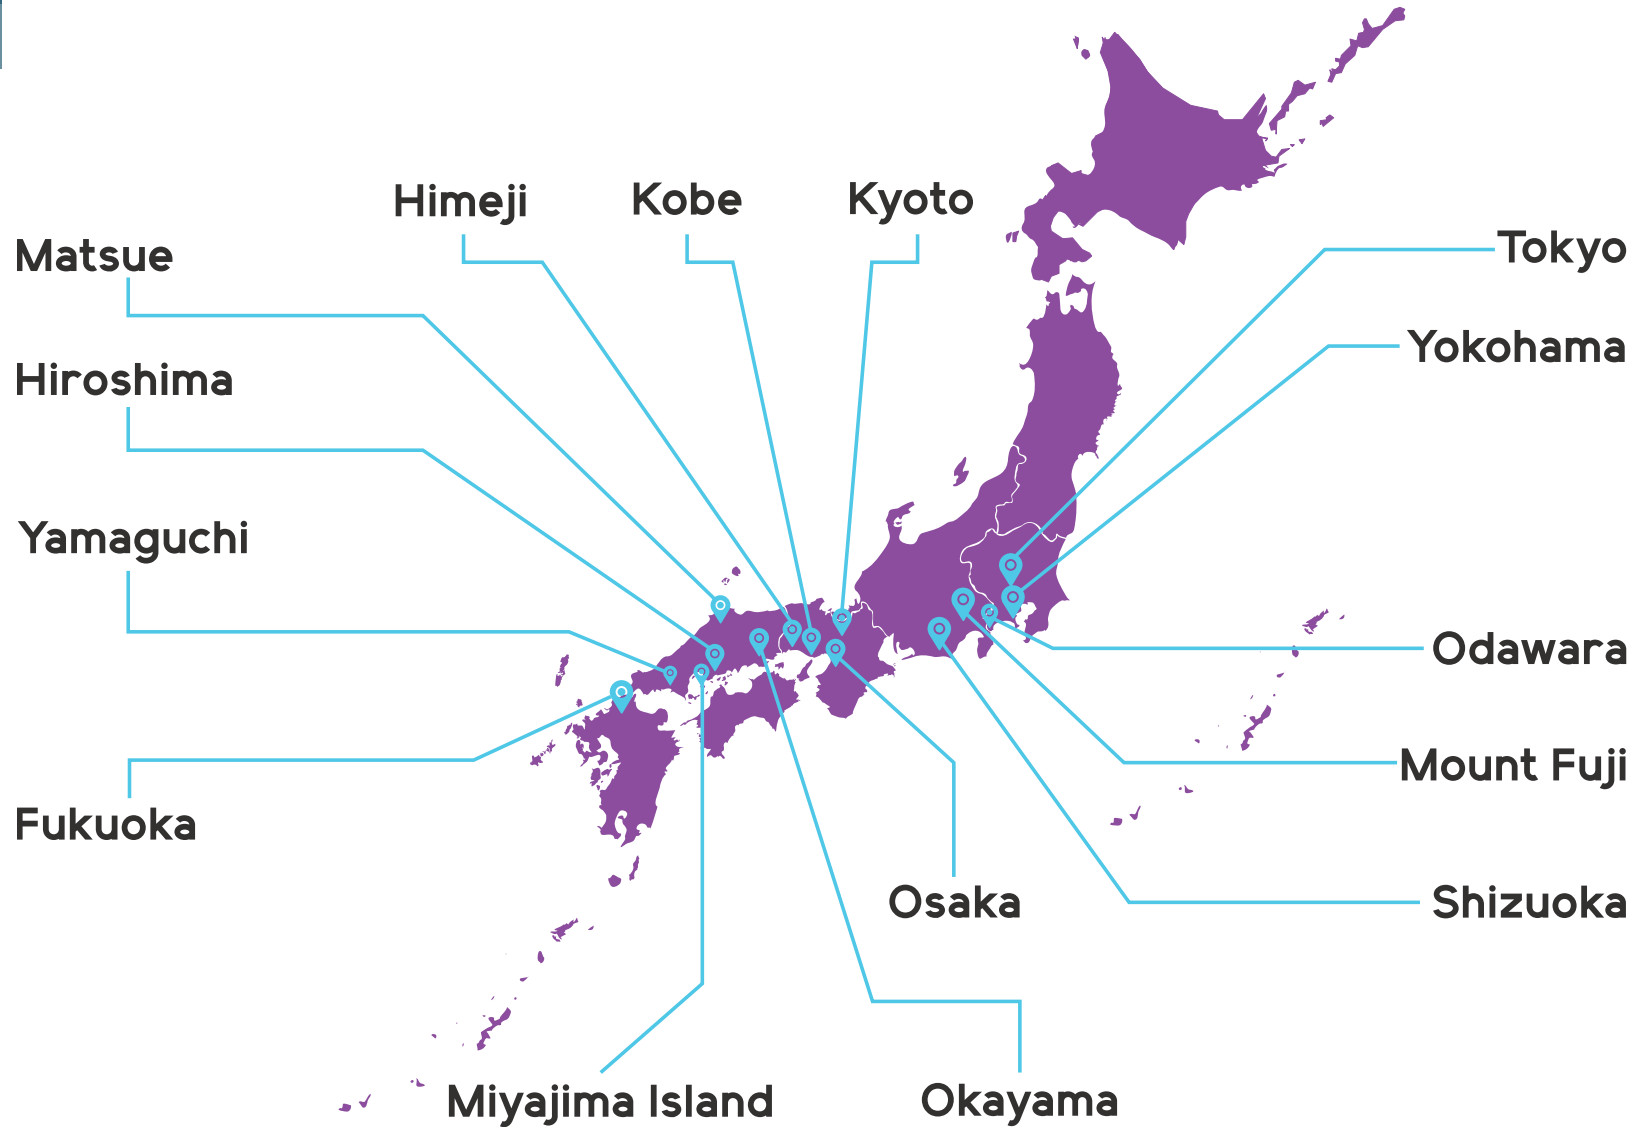 Himeji
Kobe
Kyoto
Matsue
Tokyo
Yokohama
Hiroshima
Yamaguchi
Odawara
Mount Fuji
Fukuoka
Osaka
Shizuoka
Miyajima Island
Okayama